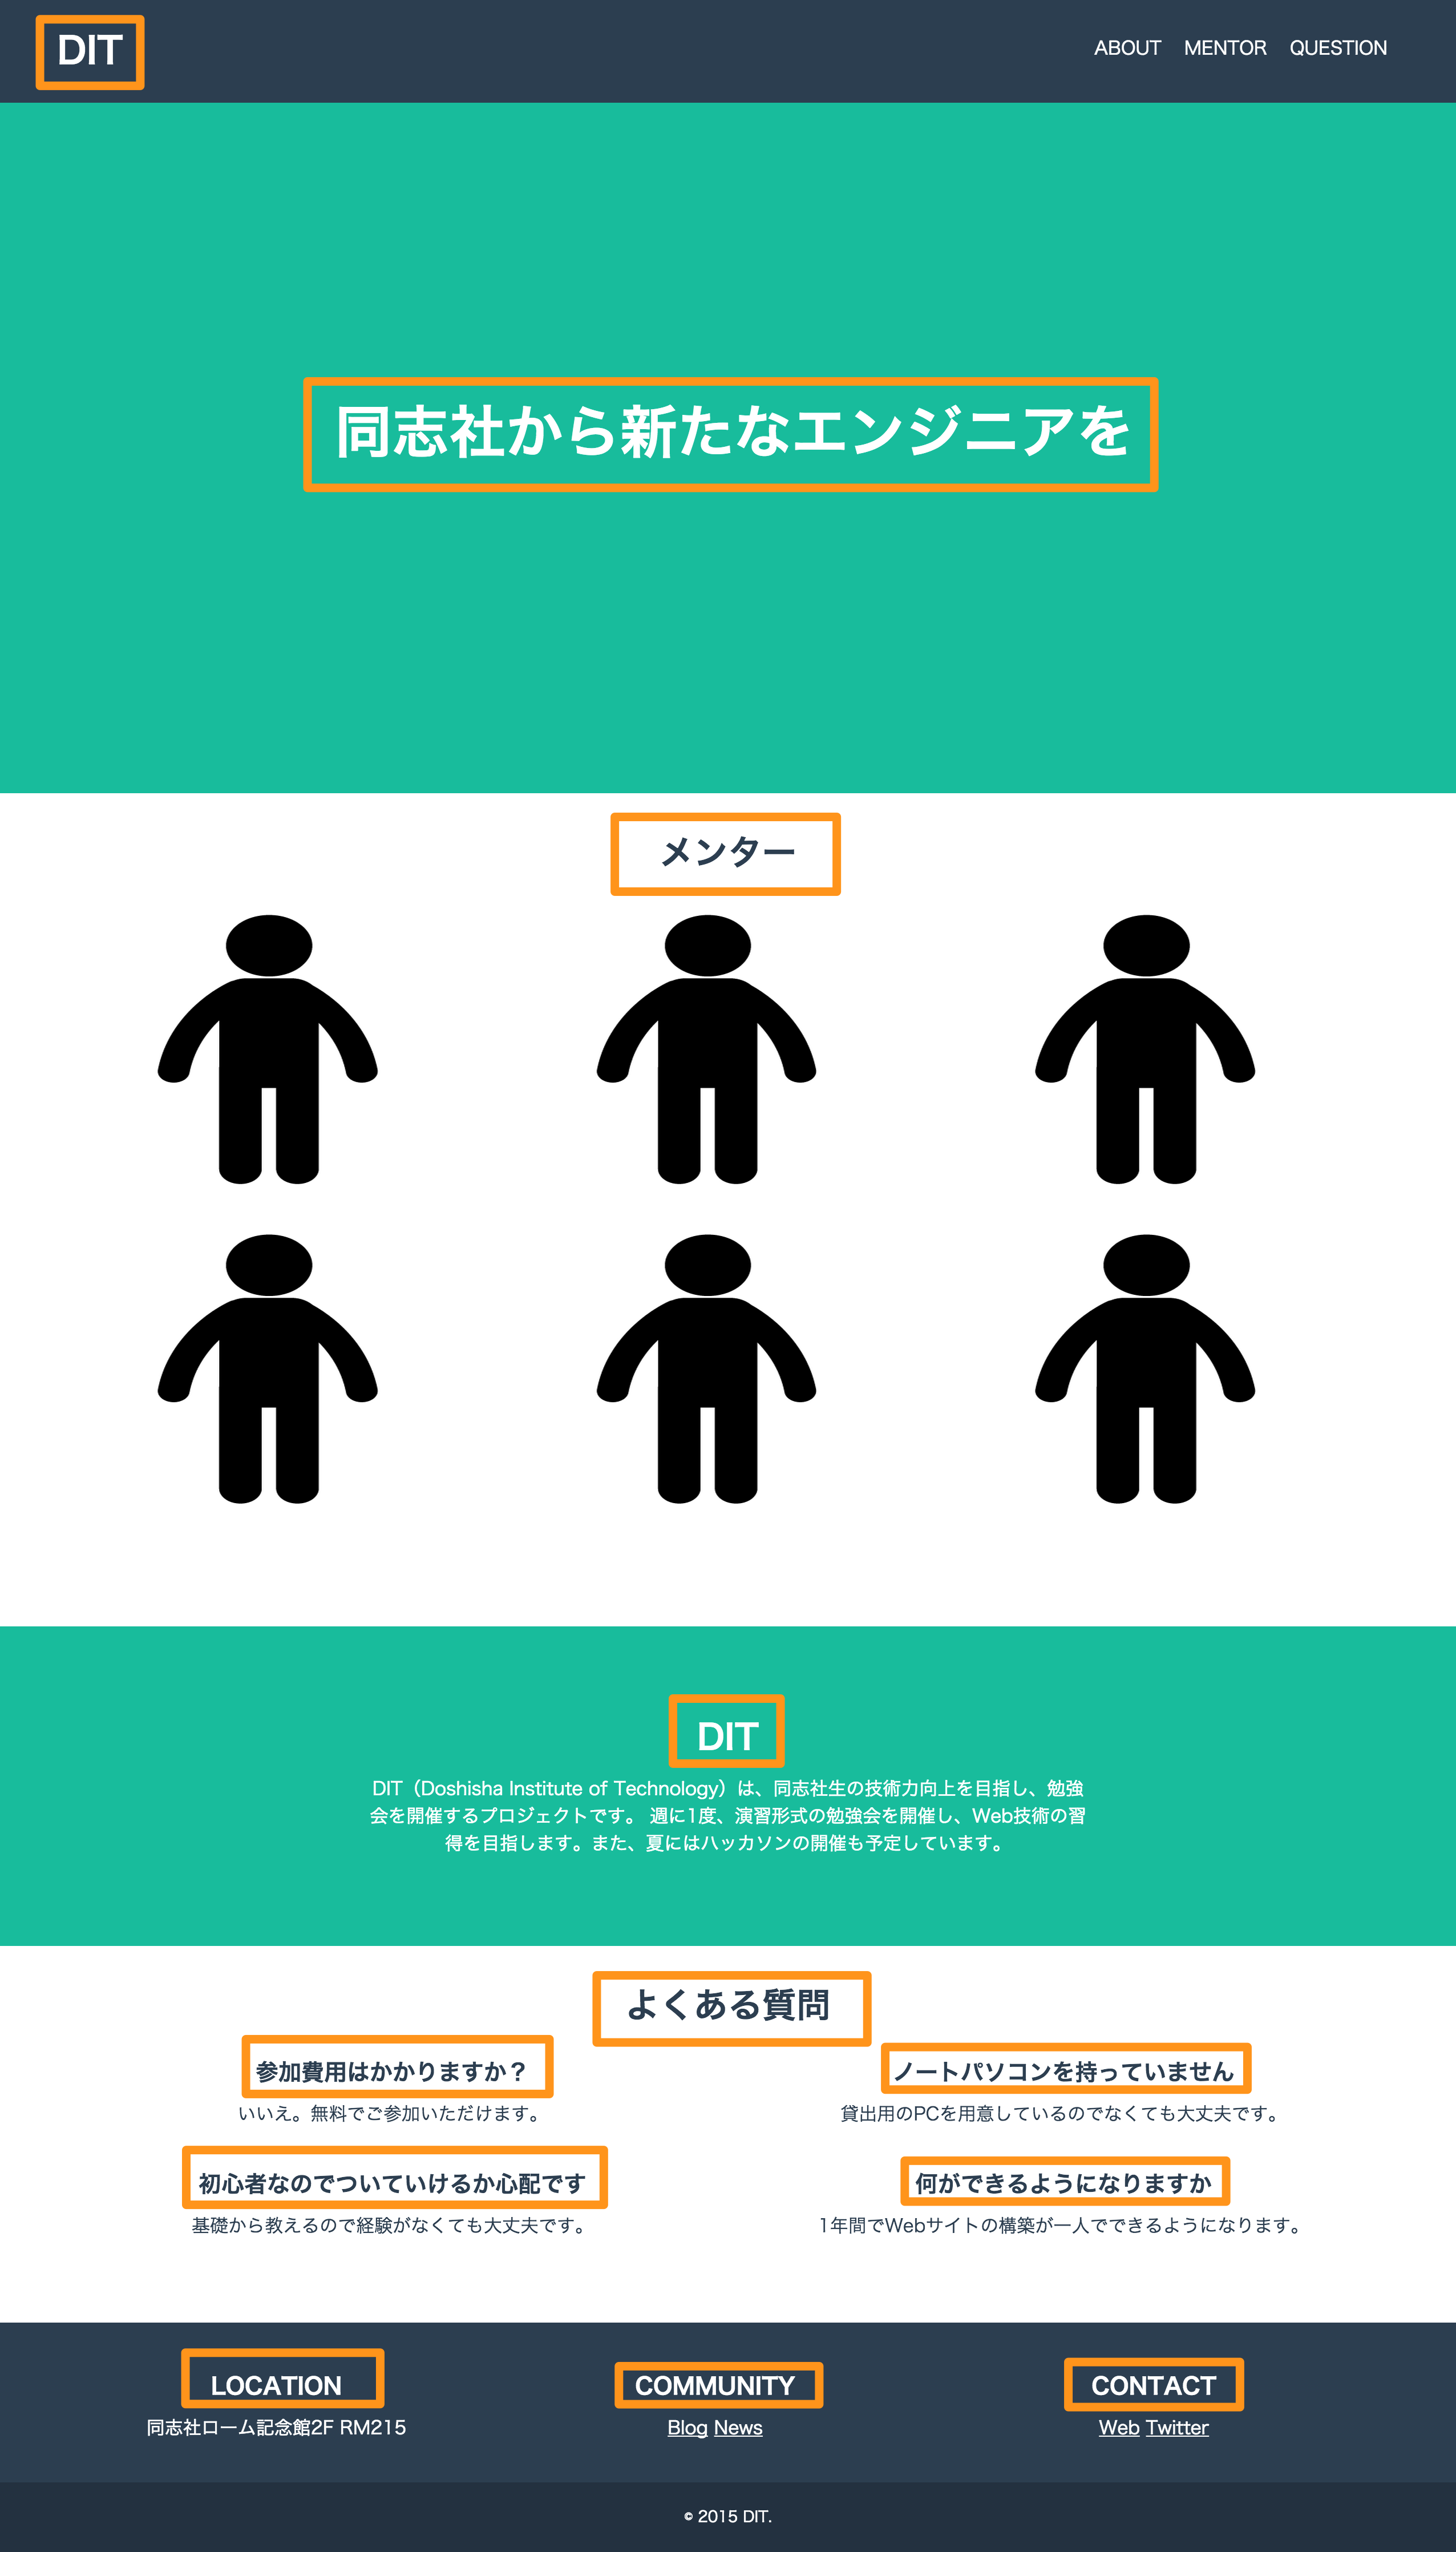 DIT
ABOUT MENTOR QUESTION
同志社から新たなエンジニアを
メンター
DIT
DIT（Doshisha Institute of Technology）は、同志社生の技術力向上を目指し、勉強
会を開催するプロジェクトです。 週に1度、演習形式の勉強会を開催し、Web技術の習
得を目指します。また、夏にはハッカソンの開催も予定しています。
よくある質問
参加費用はかかりますか？
いいえ。無料でご参加いただけます。
ノートパソコンを持っていません
貸出用のPCを用意しているのでなくても大丈夫です。
初心者なのでついていけるか心配です
基礎から教えるので経験がなくても大丈夫です。
何ができるようになりますか
1年間でWebサイトの構築が一人でできるようになります。
LOCATION
同志社ローム記念館2F RM215
COMMUNITY
Blog News
CONTACT
Web Twitter
© 2015 DIT.